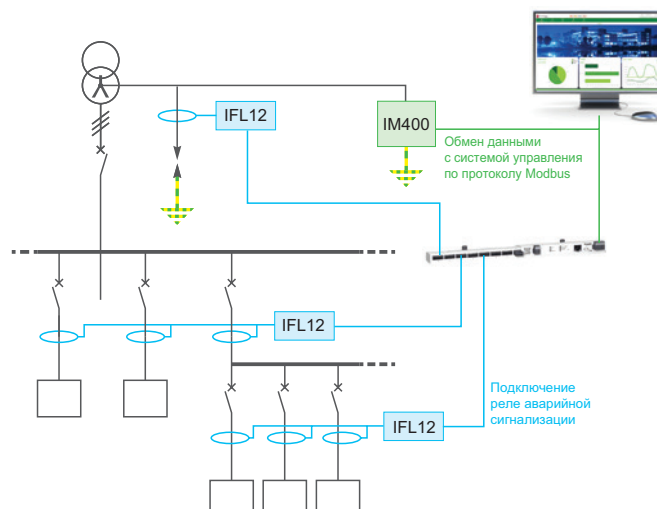 IFL12
IM400
Обмен данными
с системой управления
по протоколу Modbus
IFL12
Подключение
реле аварийной
сигнализации
IFL12